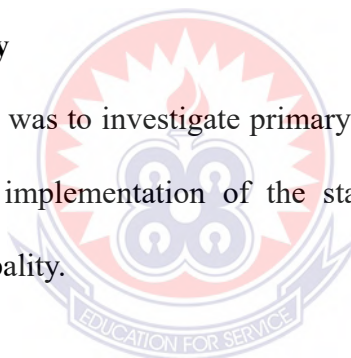 y
was to investigate primary
implementation of the sta
pality.
EDUCATION FOR SERVICE